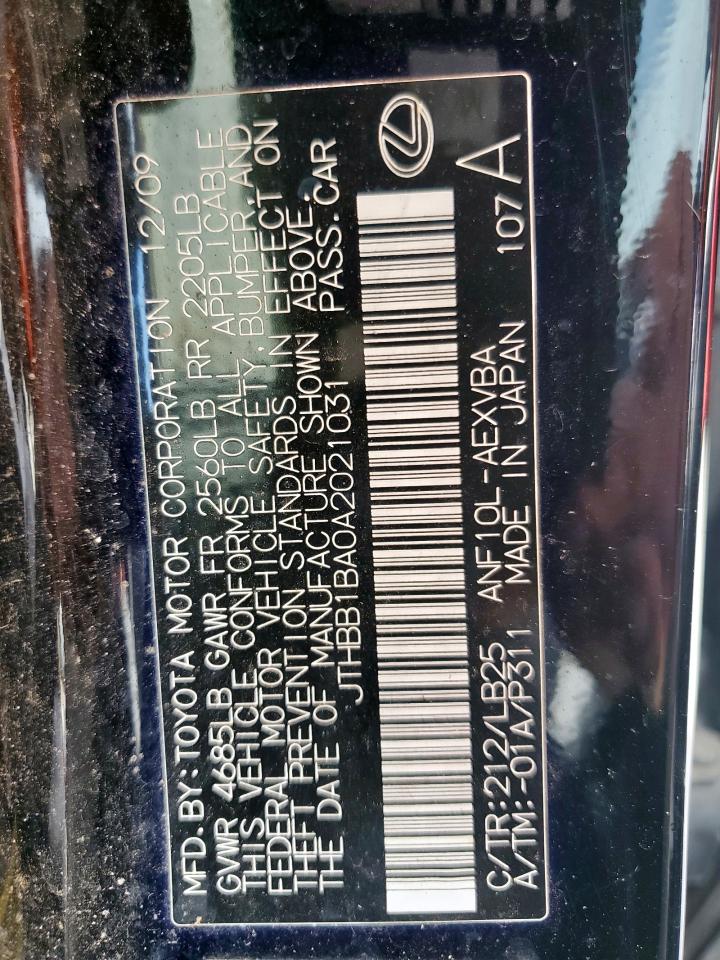 MFD. BY: TOYOTA MOTOR CORPORATION 12/09
GVWR 4685LB GAWR FR 2560LB RR 2205LB
THIS VEHICLE CONFORMS TO ALL APPLICABLE
FEDERAL MOTOR VEHICLE SAFETY, BUMPER, AND
THEFT PREVENTION STANDARDS IN EFFECT ON
THE DATE OF MANUFACTURE SHOWN ABOVE.
JTHBB1BA0A2021031 PASS. CAR
C/TR: 212/LB25 ANF10L-AEXVBA 107 A
A/TM: -01A/P311 MADE IN JAPAN